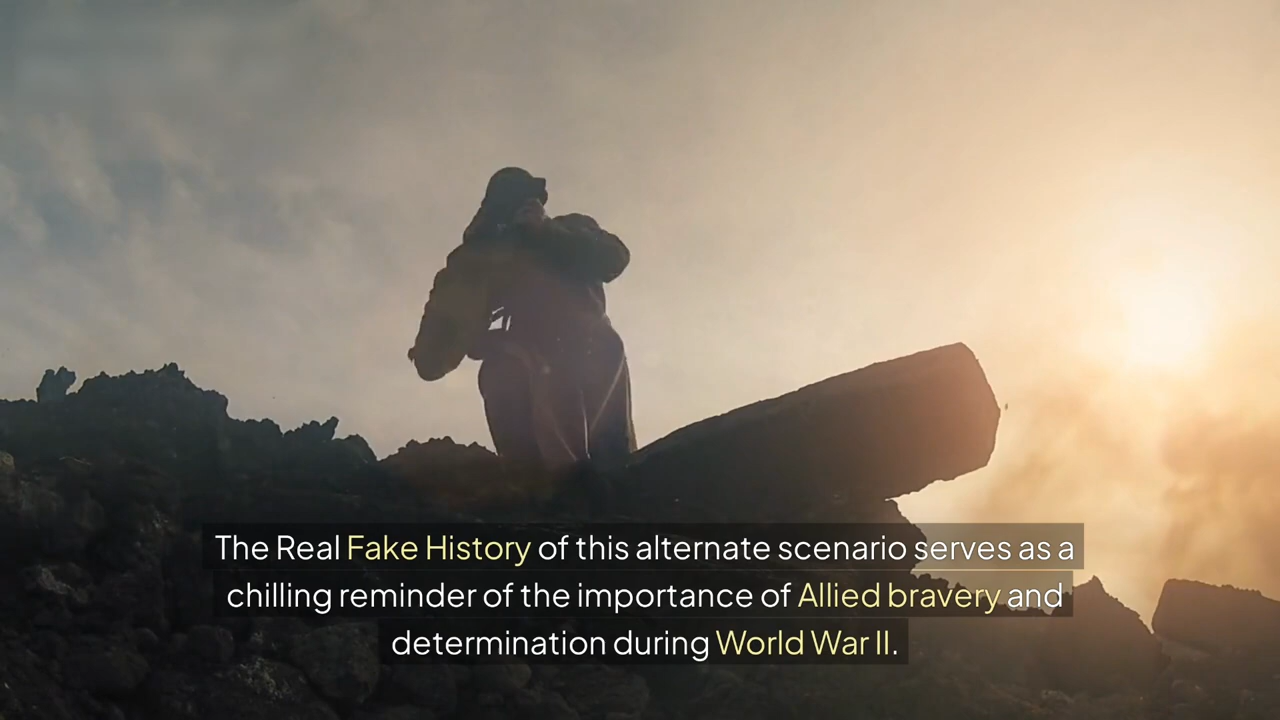 The Real Fake History of this alternate scenario serves as a
chilling reminder of the importance of Allied bravery and
determination during World War II.